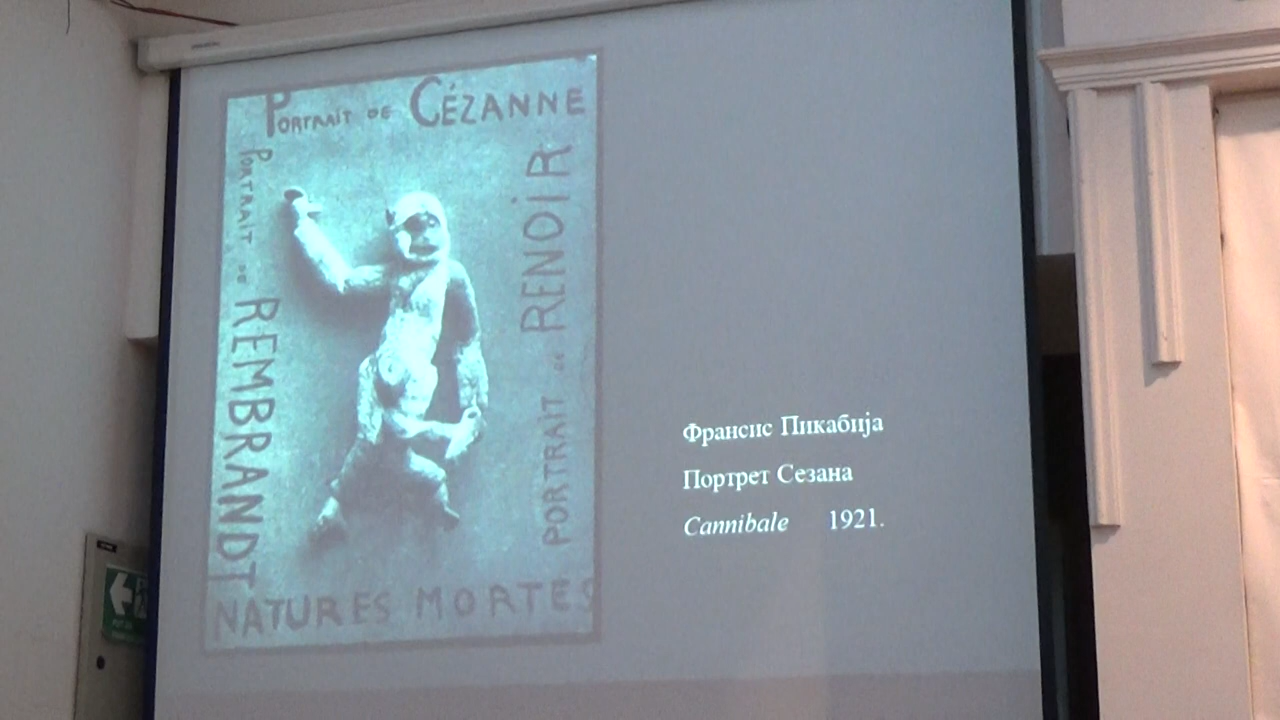 PORTRAIT DE CÉZANNE
PORTRAIT DE REMBRANDT
PORTRAIT DE RENOIR
NATURES MORTES
Франсис Пикабија
Портрет Сезана
Cannibale 1921.